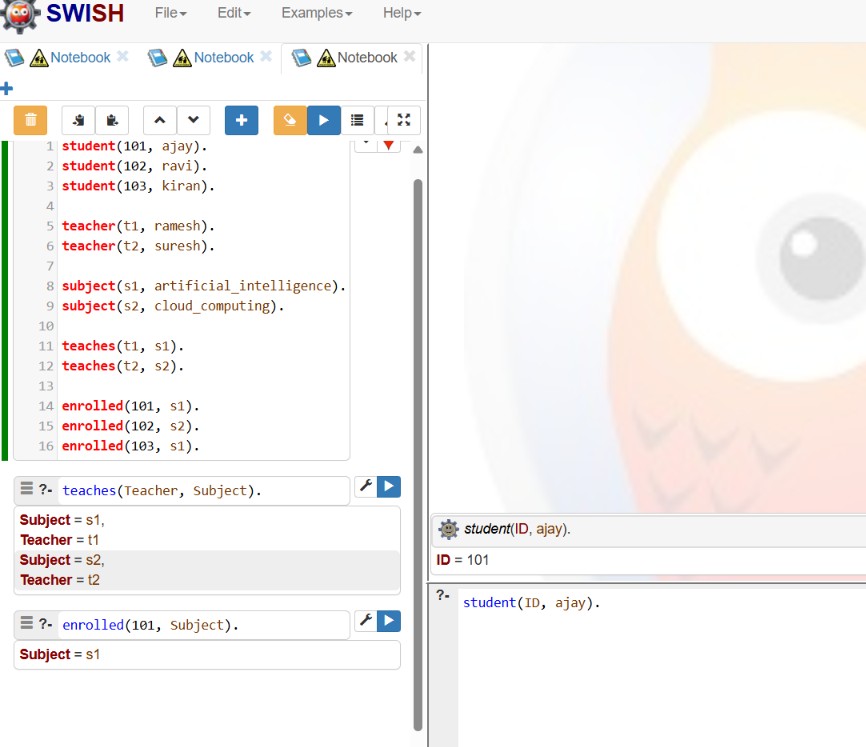 SWISH File Edit Examples Help
Notebook Notebook Notebook
1 student(101, ajay).
2 student(102, ravi).
3 student(103, kiran).
4
5 teacher(t1, ramesh).
6 teacher(t2, suresh).
7
8 subject(s1, artificial_intelligence).
9 subject(s2, cloud_computing).
10
11 teaches(t1, s1).
12 teaches(t2, s2).
13
14 enrolled(101, s1).
15 enrolled(102, s2).
16 enrolled(103, s1).
?- teaches(Teacher, Subject).
Subject = s1,
Teacher = t1
Subject = s2,
Teacher = t2
?- enrolled(101, Subject).
Subject = s1
student(ID, ajay).
ID = 101
?- student(ID, ajay).